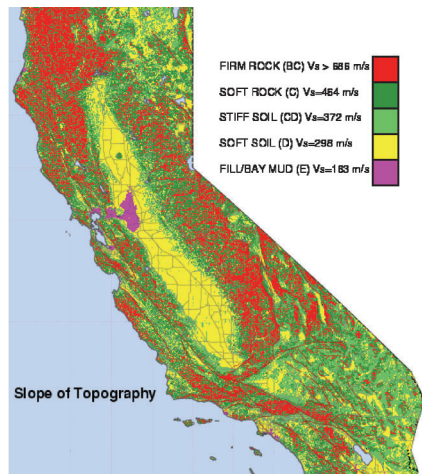 FIRM ROCK (BC) Vs > 686 m/s
SOFT ROCK (C) Vs=464 m/s
STIFF SOIL (CD) Vs=372 m/s
SOFT SOIL (D) Vs=298 m/s
FILL/BAY MUD (E) Vs=163 m/s
Slope of Topography